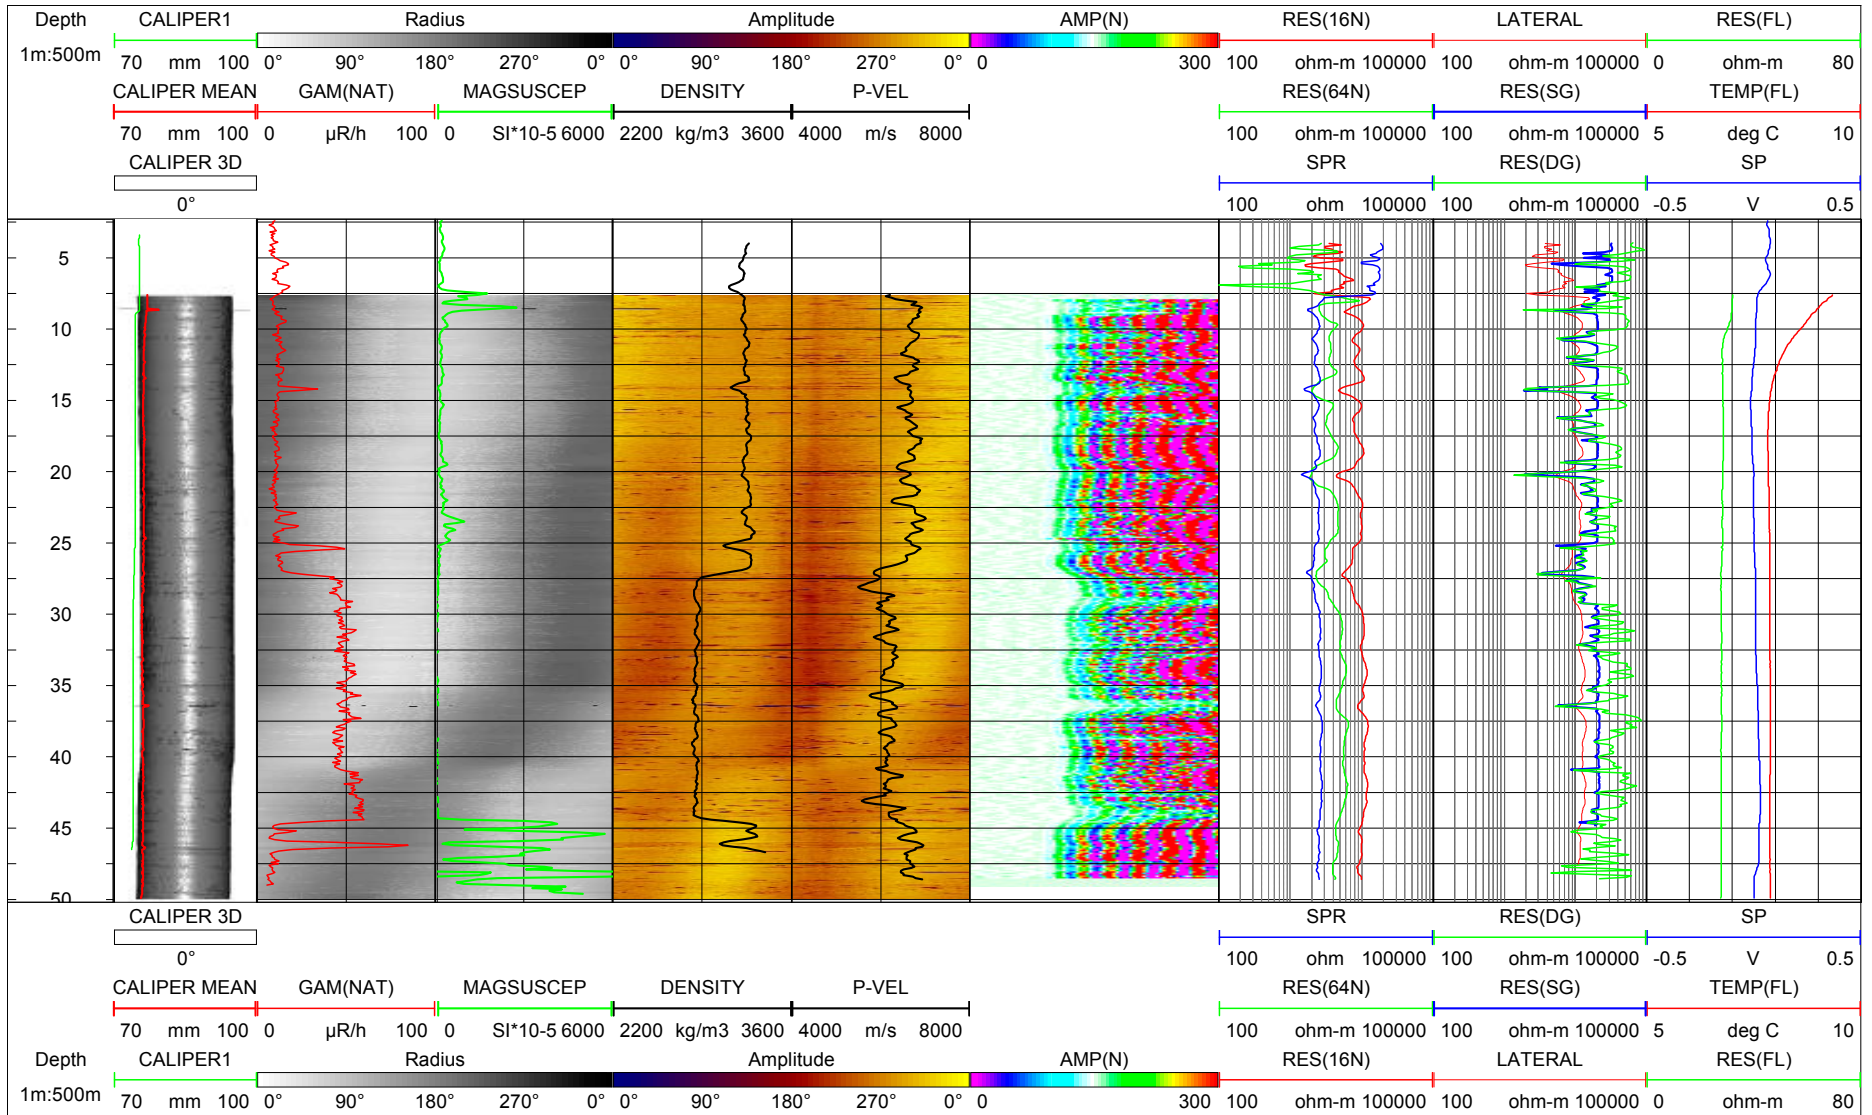 Depth CALIPER1 Radius Amplitude AMP(N) RES(16N) LATERAL RES(FL)
1m:500m 70 mm 100 0° 90° 180° 270° 0° 0° 90° 180° 270° 0° 0 300 100 ohm-m 100000 100 ohm-m 100000 0 ohm-m 80
CALIPER MEAN GAM(NAT) MAGSUSCEP DENSITY P-VEL RES(64N) RES(SG) TEMP(FL)
70 mm 100 0 µR/h 100 0 SI*10-5 6000 2200 kg/m3 3600 4000 m/s 8000 100 ohm-m 100000 100 ohm-m 100000 5 deg C 10
CALIPER 3D SPR RES(DG) SP
0° 100 ohm 100000 100 ohm-m 100000 -0.5 V 0.5
5
10
15
20
25
30
35
40
45
50
CALIPER 3D SPR RES(DG) SP
0° 100 ohm 100000 100 ohm-m 100000 -0.5 V 0.5
CALIPER MEAN GAM(NAT) MAGSUSCEP DENSITY P-VEL RES(64N) RES(SG) TEMP(FL)
70 mm 100 0 µR/h 100 0 SI*10-5 6000 2200 kg/m3 3600 4000 m/s 8000 100 ohm-m 100000 100 ohm-m 100000 5 deg C 10
Depth CALIPER1 Radius Amplitude AMP(N) RES(16N) LATERAL RES(FL)
1m:500m 70 mm 100 0° 90° 180° 270° 0° 0° 90° 180° 270° 0° 0 300 100 ohm-m 100000 100 ohm-m 100000 0 ohm-m 80